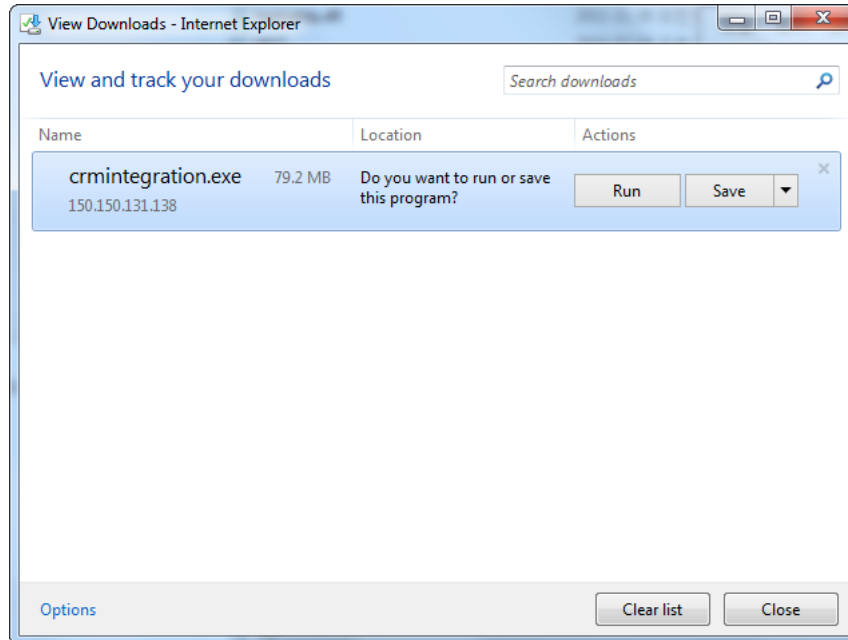 View Downloads - Internet Explorer
View and track your downloads
Search downloads
Name Location Actions
crmintegration.exe 79.2 MB Do you want to run or save Run Save
150.150.131.138 this program?
Options Clear list Close